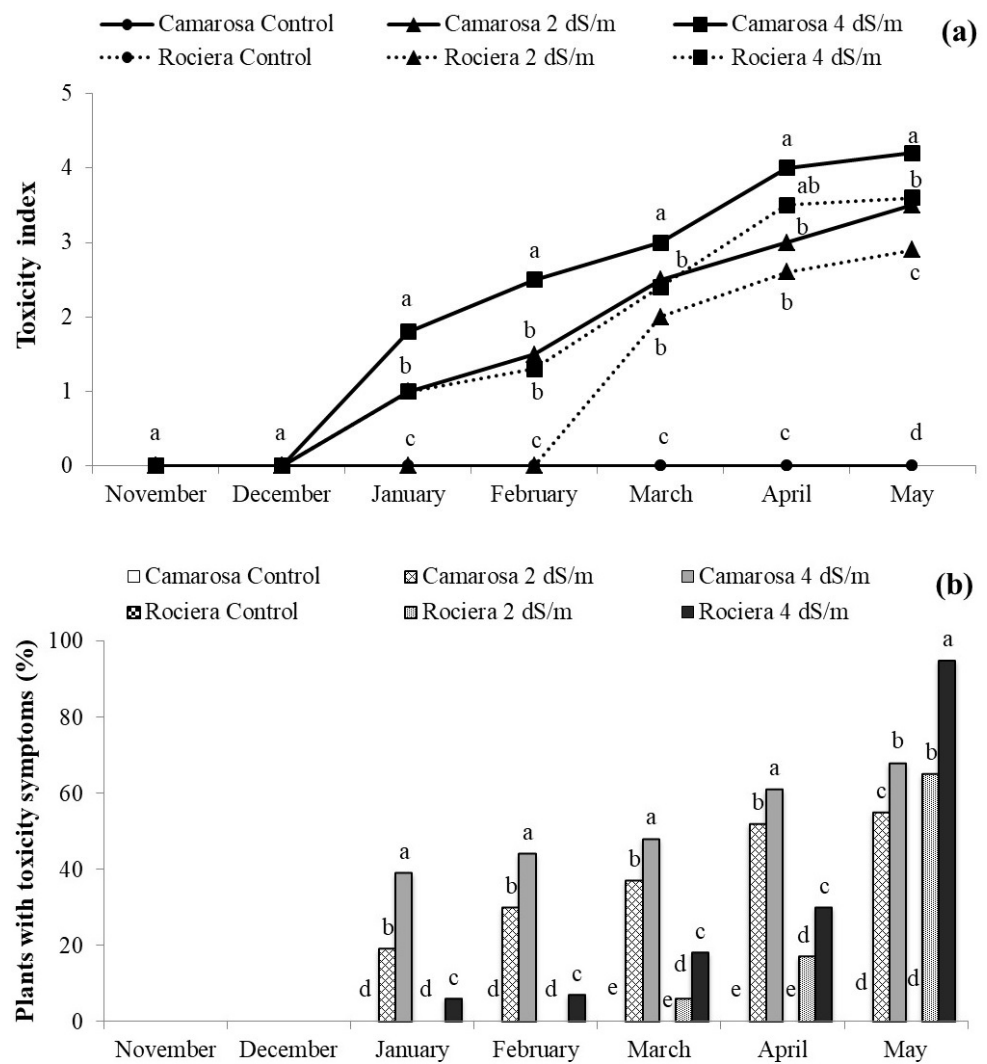 Camarosa Control Camarosa 2 dS/m Camarosa 4 dS/m (a)
Rociera Control Rociera 2 dS/m Rociera 4 dS/m
Toxicity index
5
4
3
2
1
0
a a a a a a a
b b b ab b
b b b b c
c c c c d
November December January February March April May
Camarosa Control Camarosa 2 dS/m Camarosa 4 dS/m (b)
Rociera Control Rociera 2 dS/m Rociera 4 dS/m
Plants with toxicity symptoms (%)
100
80
60
40
20
0
d b a d c
d b a d c
e b a e d c
e b a e d c
d c b d b a
November December January February March April May